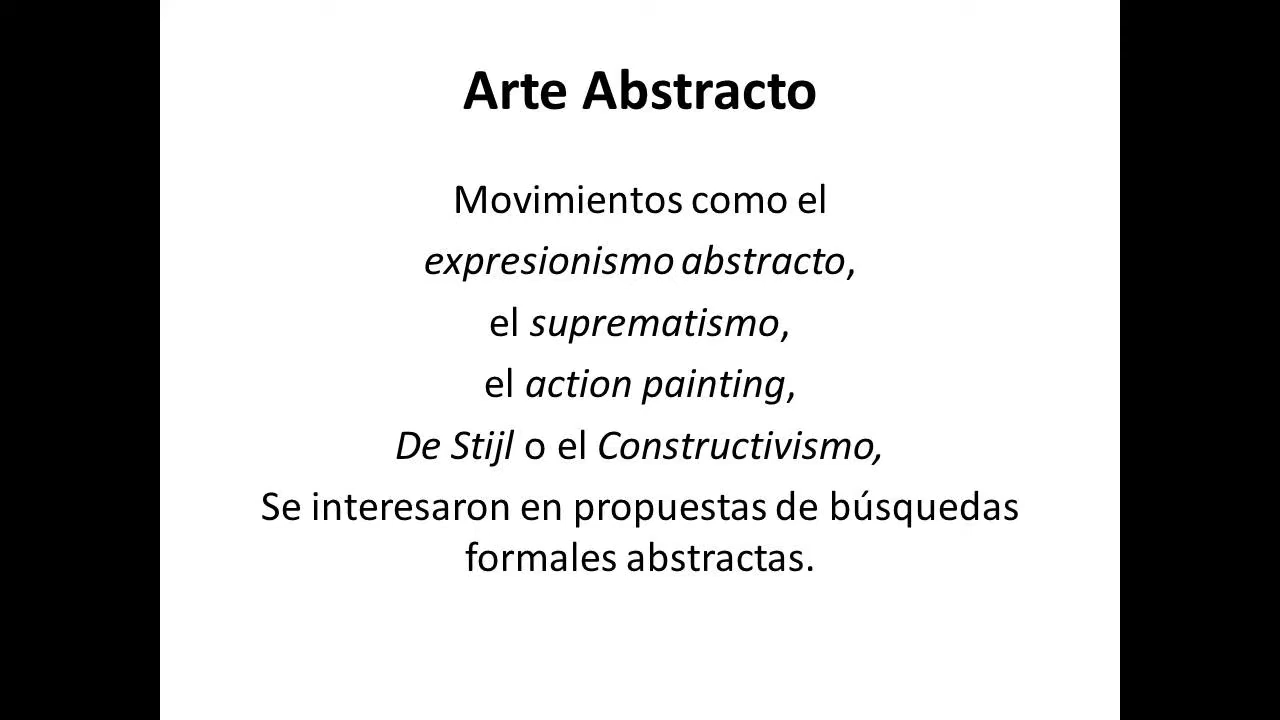 Arte Abstracto
Movimientos como el
expresionismo abstracto,
el suprematismo,
el action painting,
De Stijl o el Constructivismo,
Se interesaron en propuestas de búsquedas
formales abstractas.